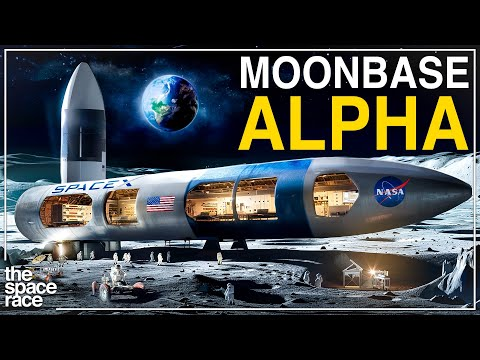 MOONBASE
ALPHA
SPACEX
NASA
the
space
race